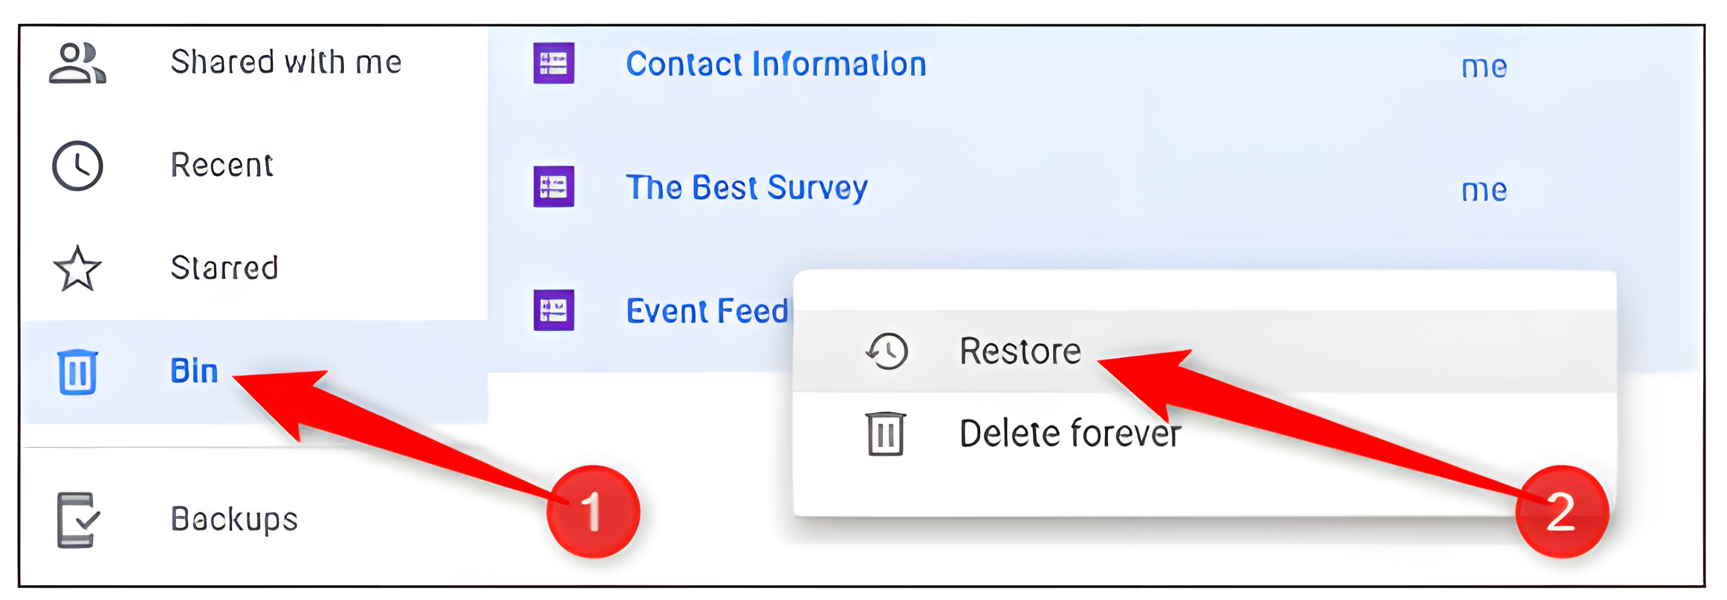 Shared with me
Recent
Starred
Bin
Backups
Contact Information me
The Best Survey me
Event Feed
Restore
Delete forever
1
2